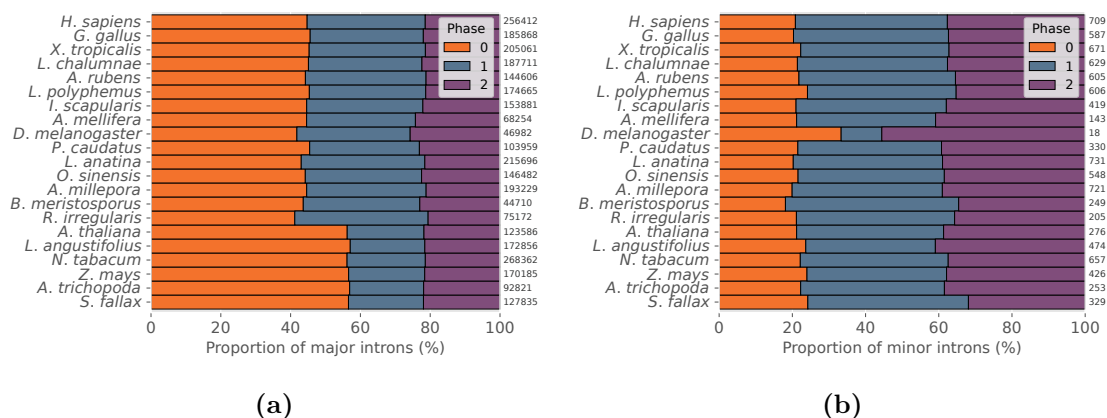 H. sapiens 256412
G. gallus 185868
X. tropicalis 205061
L. chalumnae 187711
A. rubens 144606
L. polyphemus 174665
I. scapularis 153881
A. mellifera 68254
D. melanogaster 46982
P. caudatus 103959
L. anatina 215696
O. sinensis 146482
A. millepora 193229
B. meristosporus 44710
R. irregularis 75172
A. thaliana 123586
L. angustifolius 172856
N. tabacum 268362
Z. mays 170185
A. trichopoda 92821
S. fallax 127835
Phase
0
1
2
0 20 40 60 80 100
Proportion of major introns (%)
(a)
H. sapiens 709
G. gallus 587
X. tropicalis 671
L. chalumnae 629
A. rubens 605
L. polyphemus 606
I. scapularis 419
A. mellifera 143
D. melanogaster 18
P. caudatus 330
L. anatina 731
O. sinensis 548
A. millepora 721
B. meristosporus 249
R. irregularis 205
A. thaliana 276
L. angustifolius 474
N. tabacum 657
Z. mays 426
A. trichopoda 253
S. fallax 329
Phase
0
1
2
0 20 40 60 80 100
Proportion of minor introns (%)
(b)